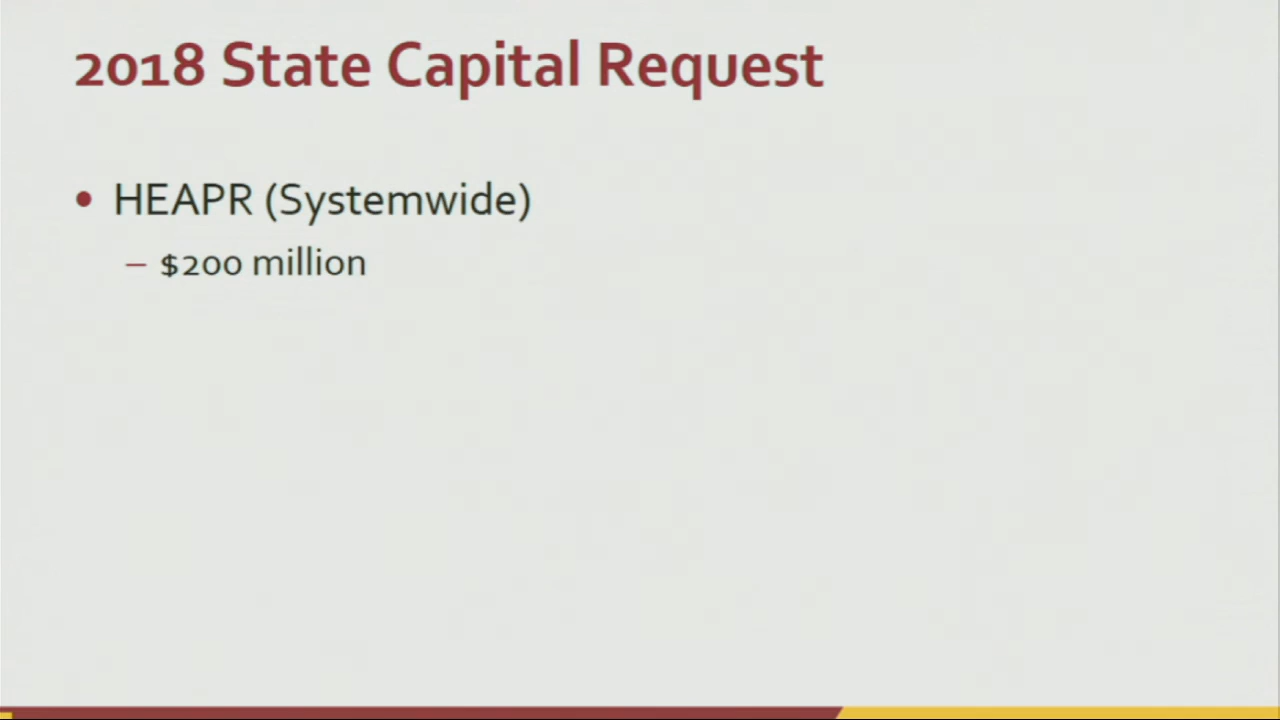 2018 State Capital Request
• HEAPR (Systemwide)
– $200 million